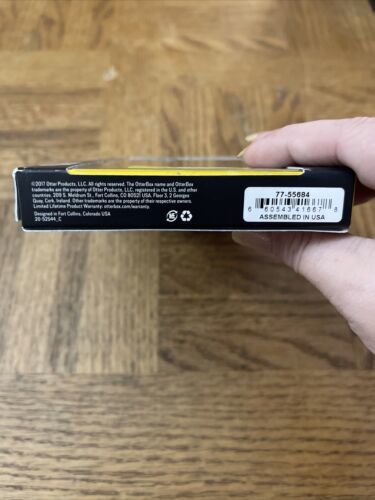 ©2017 Otter Products, LLC. All rights reserved. The OtterBox name and OtterBox
trademarks are the property of Otter Products, LLC, registered in the U.S. and other
countries. 209 S. Meldrum St., Fort Collins, CO 80521 USA. Floor 3, 2 Georges
Quay, Cork, Ireland. Other trademarks are the property of their respective owners.
Limited Lifetime Product Warranty: otterbox.com/warranty.
Designed in Fort Collins, Colorado USA
20-52544_C
77-55684
6 60543 41667 8
ASSEMBLED IN USA